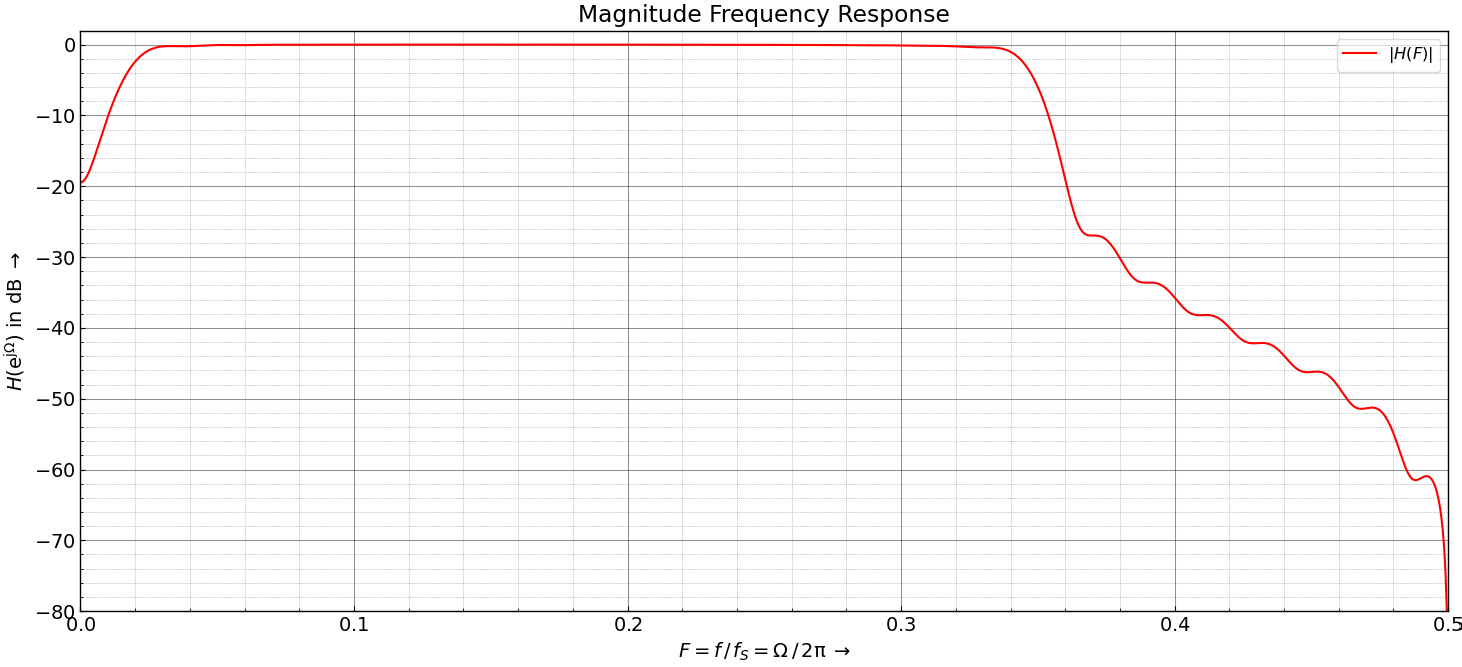 Magnitude Frequency Response
|H(F)|
H(e^jΩ) in dB →
0
−10
−20
−30
−40
−50
−60
−70
−80
0.0 0.1 0.2 0.3 0.4 0.5
F = f / f_S = Ω / 2π →